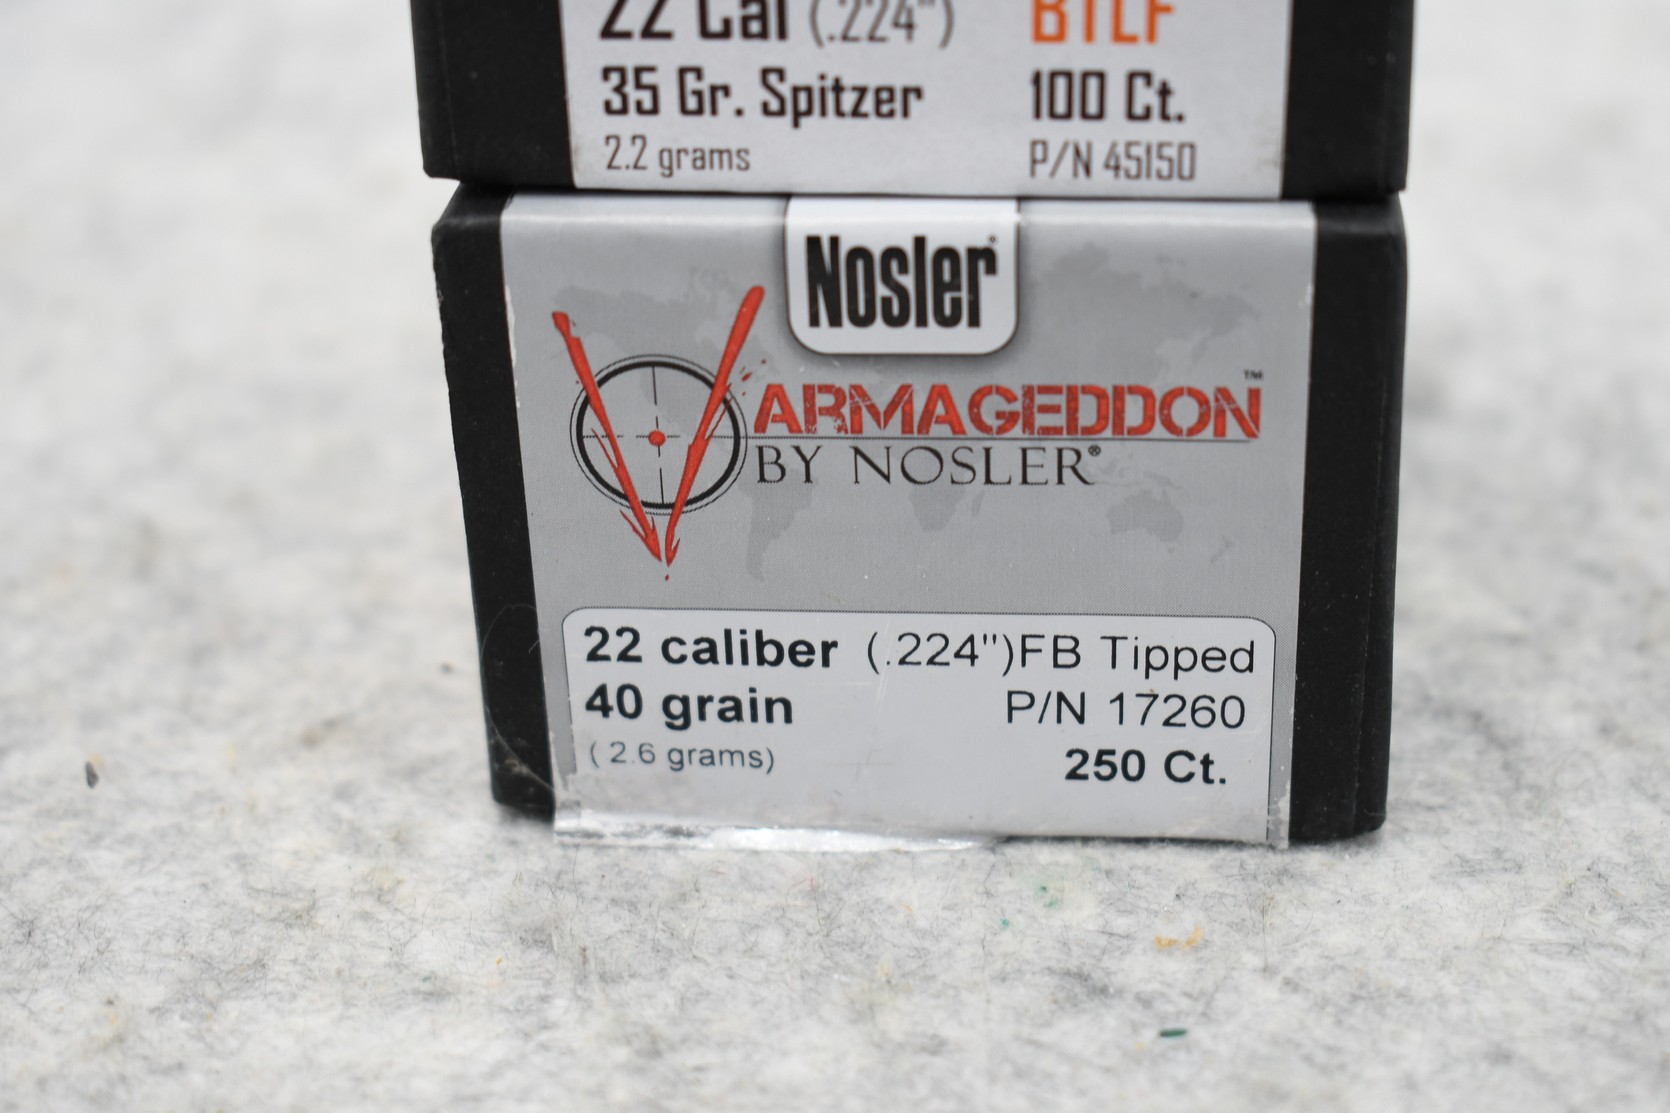 22 Cal (.224") BTLF
35 Gr. Spitzer 100 Ct.
2.2 grams P/N 45150
Nosler®
VARMAGEDDON™
BY NOSLER®
22 caliber (.224") FB Tipped
40 grain P/N 17260
(2.6 grams) 250 Ct.